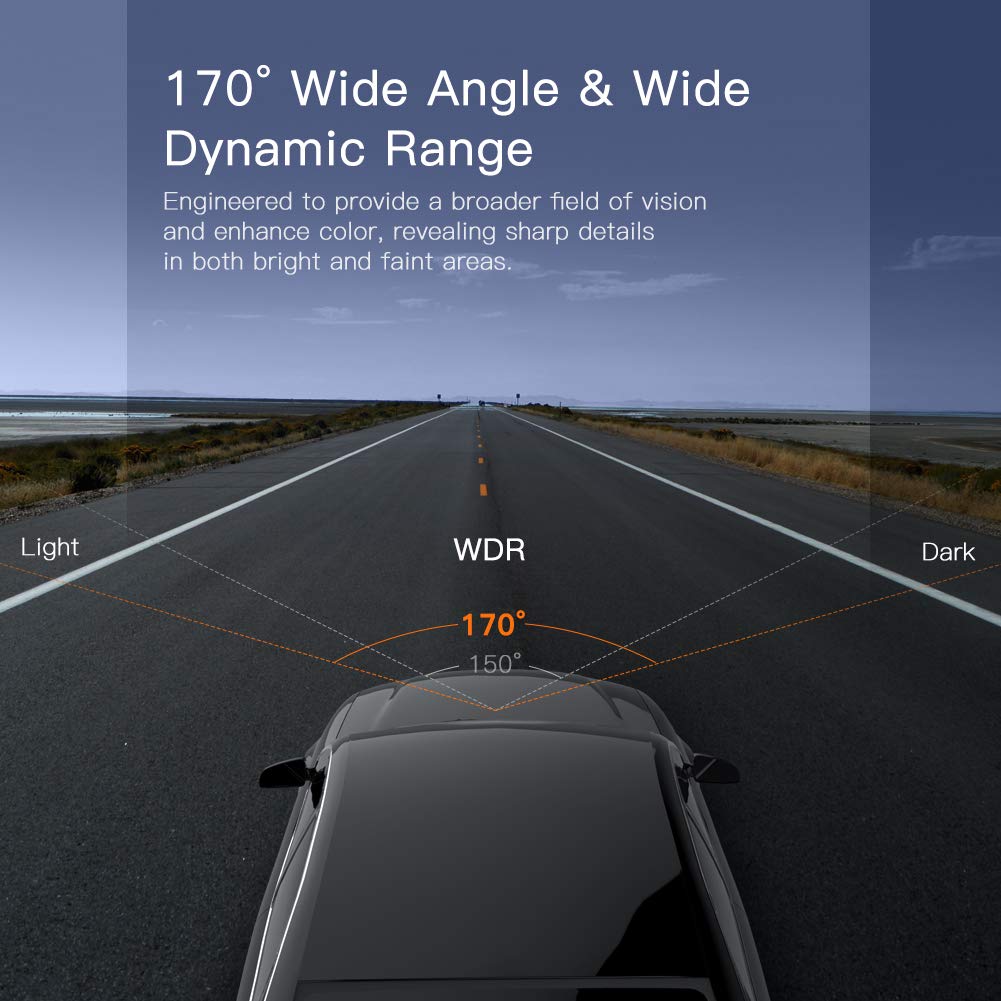 170° Wide Angle & Wide
Dynamic Range
Engineered to provide a broader field of vision
and enhance color, revealing sharp details
in both bright and faint areas.
Light
WDR
Dark
170°
150°